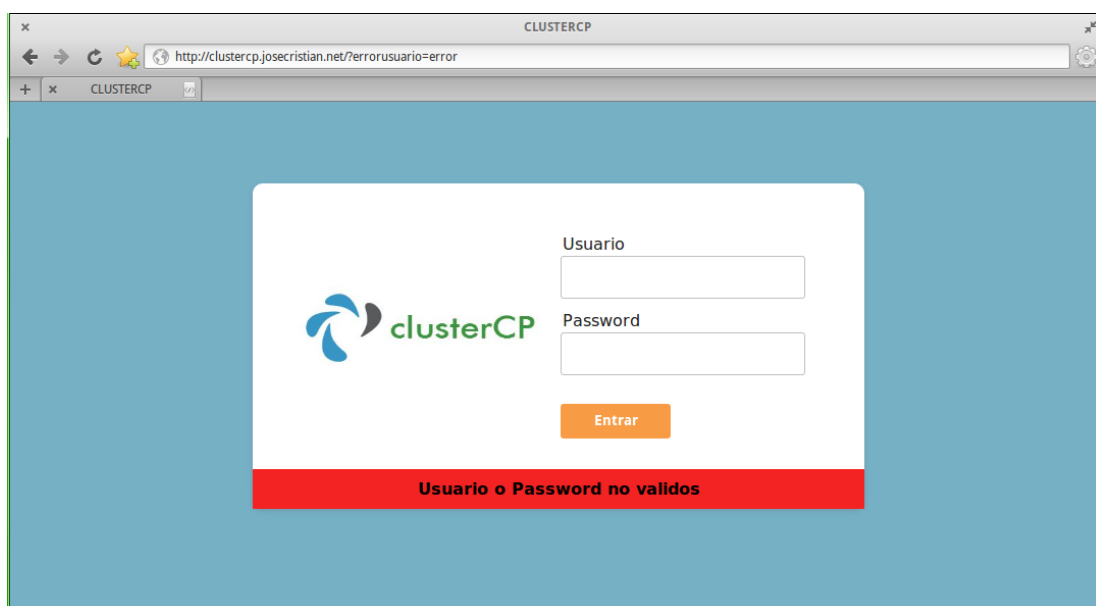 CLUSTERCP
http://clustercp.josecristian.net/?errorusuario=error
CLUSTERCP
Usuario
clusterCP
Password
Entrar
Usuario o Password no validos